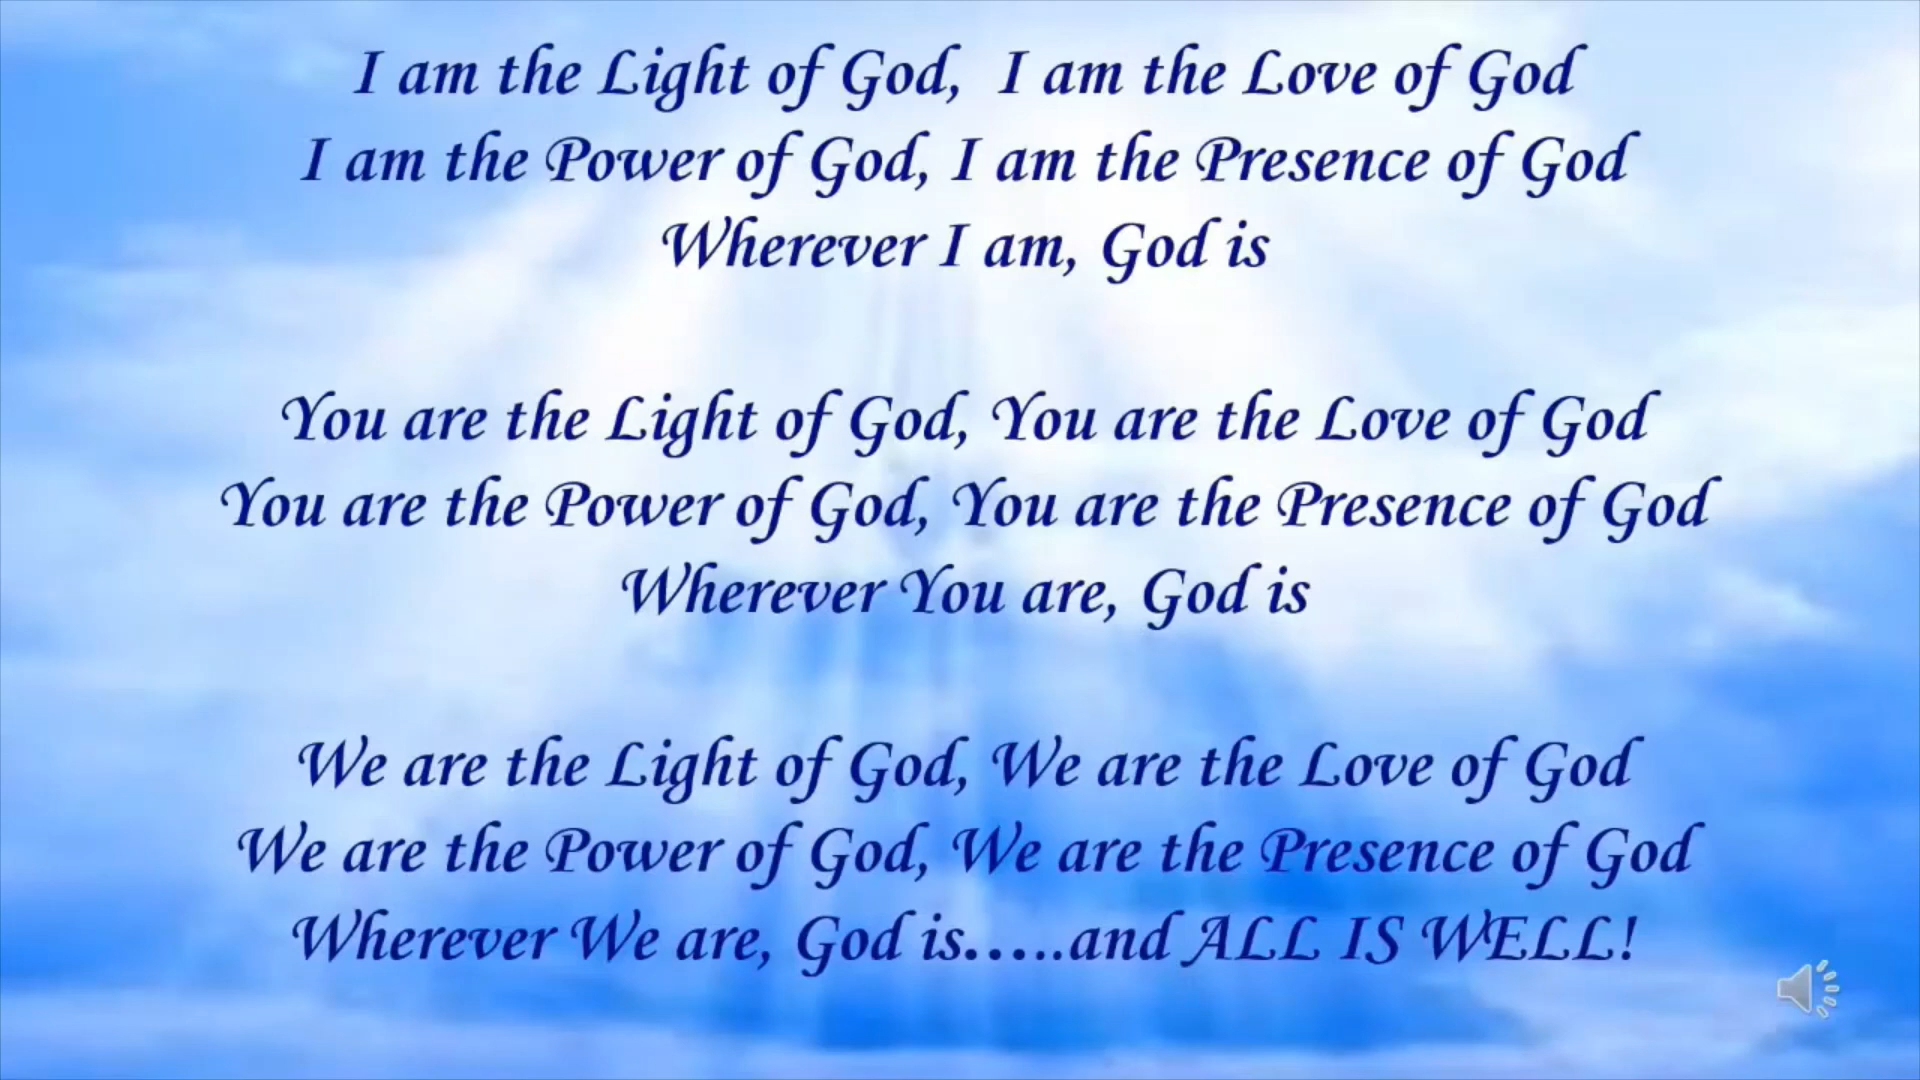 I am the Light of God, I am the Love of God
I am the Power of God, I am the Presence of God
Wherever I am, God is
You are the Light of God, You are the Love of God
You are the Power of God, You are the Presence of God
Wherever You are, God is
We are the Light of God, We are the Love of God
We are the Power of God, We are the Presence of God
Wherever We are, God is…..and ALL IS WELL!